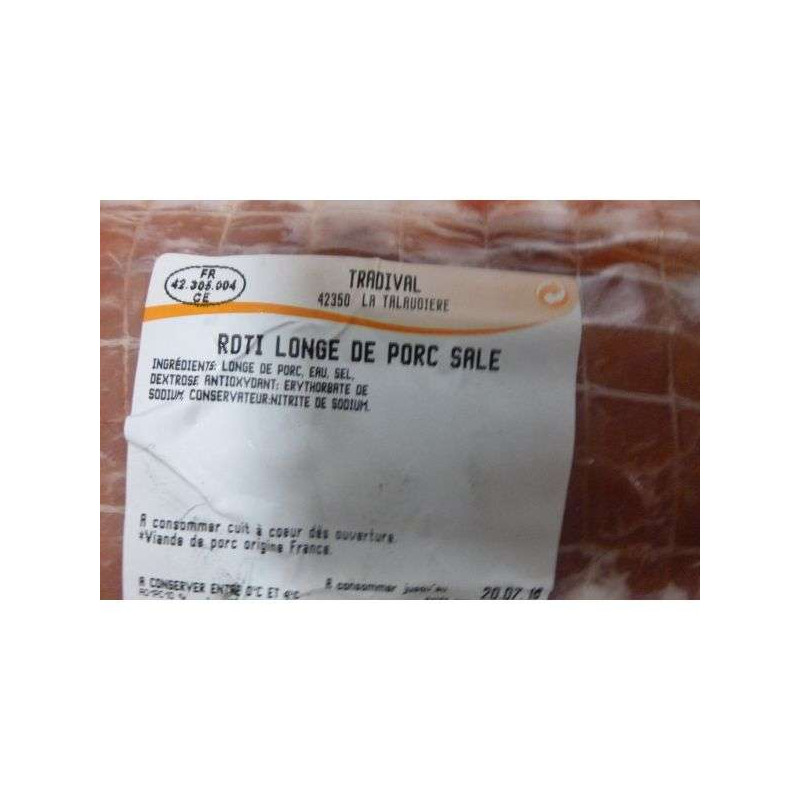 FR
42.305.004
CE
TRADIVAL
42350 LA TALAUDIERE
ROTI LONGE DE PORC SALE
INGRÉDIENTS: LONGE DE PORC, EAU, SEL,
DEXTROSE ANTIOXYDANT: ERYTHORBATE DE
SODIUM, CONSERVATEUR:NITRITE DE SODIUM.
A consommer cuit à coeur dès ouverture.
*Viande de porc origine France.
A CONSERVER ENTRE 0°C ET 4°C
A consommer jusqu'au
20.07.16